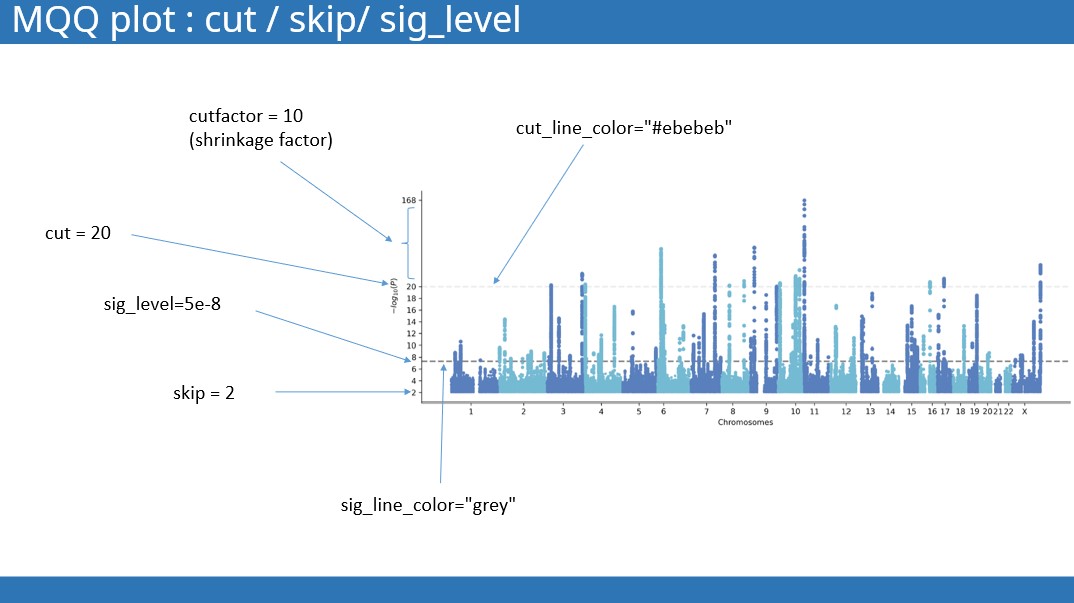 MQQ plot : cut / skip/ sig_level
cutfactor = 10
(shrinkage factor)
cut_line_color="#ebebeb"
cut = 20
sig_level=5e-8
skip = 2
sig_line_color="grey"
168
20
18
16
14
12
10
8
6
4
2
−log10(P)
1 2 3 4 5 6 7 8 9 10 11 12 13 14 15 16 17 18 19 20 21 22 X
Chromosomes